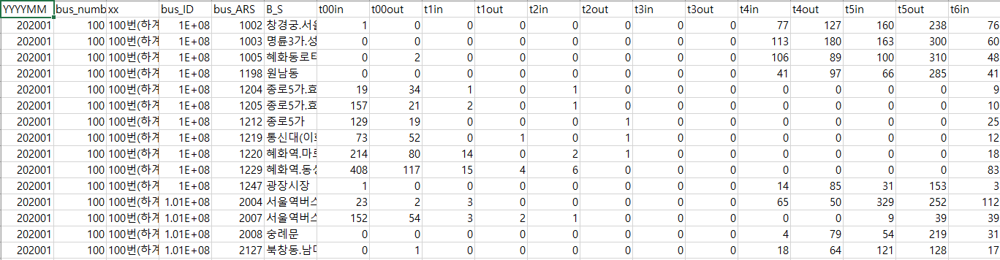 YYYYMM bus_numb xx bus_ID bus_ARS B_S t00in t00out t1in t1out t2in t2out t3in t3out t4in t4out t5in t5out t6in
202001 100 100번(하계 1E+08 1002 창경궁.서울 1 0 0 0 0 0 0 0 77 127 160 238 76
202001 100 100번(하계 1E+08 1003 명륜3가.성 0 0 0 0 0 0 0 0 113 180 163 300 60
202001 100 100번(하계 1E+08 1005 혜화동로터 0 2 0 0 0 0 0 0 106 89 100 310 48
202001 100 100번(하계 1E+08 1198 원남동 0 0 0 0 0 0 0 0 41 97 66 285 41
202001 100 100번(하계 1E+08 1204 종로5가.효 19 34 1 0 1 0 0 0 0 0 0 0 9
202001 100 100번(하계 1E+08 1205 종로5가.효 157 21 2 0 1 0 0 0 0 0 0 0 10
202001 100 100번(하계 1E+08 1212 종로5가 129 19 0 0 0 1 0 0 0 0 0 0 25
202001 100 100번(하계 1E+08 1219 통신대(이화 73 52 0 1 0 1 0 0 0 0 0 0 12
202001 100 100번(하계 1E+08 1220 혜화역.마로 214 80 14 0 2 1 0 0 0 0 0 0 18
202001 100 100번(하계 1E+08 1229 혜화역.동성 408 117 15 4 6 0 0 0 0 0 0 0 83
202001 100 100번(하계 1E+08 1247 광장시장 1 0 0 0 0 0 0 0 14 85 31 153 3
202001 100 100번(하계 1.01E+08 2004 서울역버스 23 2 3 0 0 0 0 0 65 50 329 252 112
202001 100 100번(하계 1.01E+08 2007 서울역버스 152 54 3 2 1 0 0 0 0 0 9 39 39
202001 100 100번(하계 1.01E+08 2008 숭례문 0 0 0 0 0 0 0 0 4 79 54 219 31
202001 100 100번(하계 1.01E+08 2127 북창동.남대 0 1 0 0 0 0 0 0 18 64 121 128 17